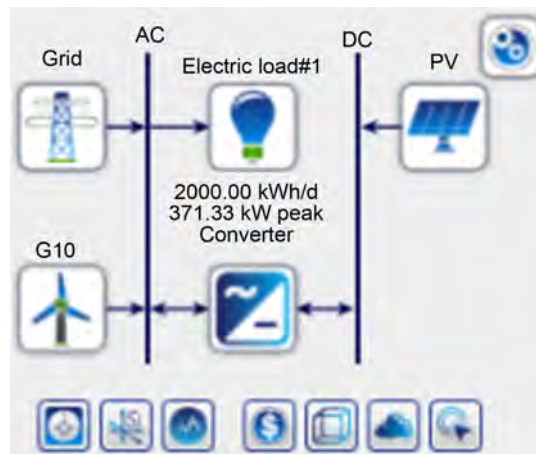 AC
DC
Grid
Electric load#1
PV
2000.00 kWh/d
371.33 kW peak
Converter
G10